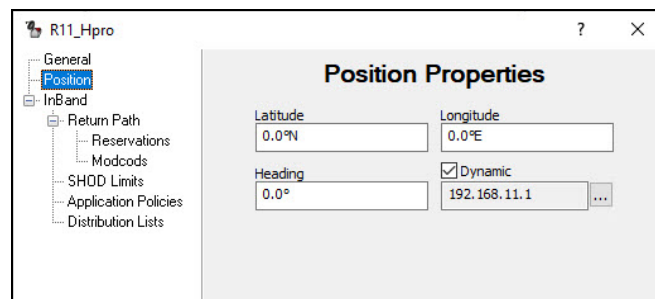 R11_Hpro ?
General
Position
InBand
Return Path
Reservations
Modcods
SHOD Limits
Application Policies
Distribution Lists
Position Properties
Latitude Longitude
0.0°N 0.0°E
Heading Dynamic
0.0° 192.168.11.1 ...